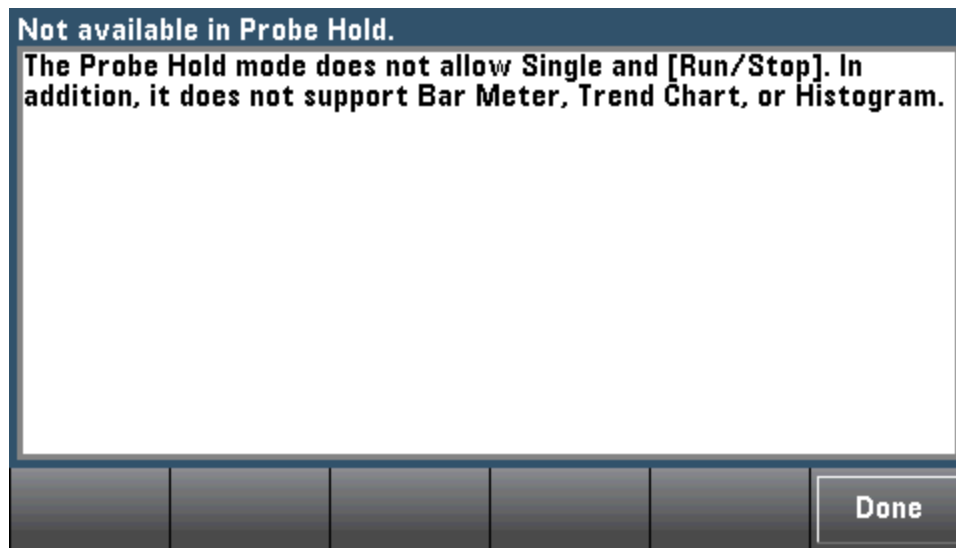 Not available in Probe Hold.
The Probe Hold mode does not allow Single and [Run/Stop]. In
addition, it does not support Bar Meter, Trend Chart, or Histogram.
Done